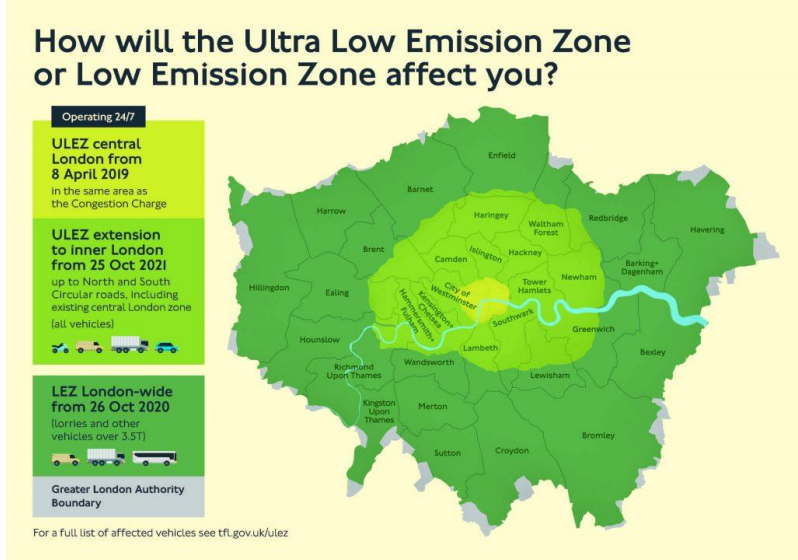 How will the Ultra Low Emission Zone
or Low Emission Zone affect you?
Operating 24/7
ULEZ central
London from
8 April 2019
in the same area as
the Congestion Charge
ULEZ extension
to inner London
from 25 Oct 2021
up to North and South
Circular roads, including
existing central London zone
(all vehicles)
LEZ London-wide
from 26 Oct 2020
(lorries and other
vehicles over 3.5T)
Greater London Authority
Boundary
For a full list of affected vehicles see tfl.gov.uk/ulez
Enfield
Barnet
Harrow
Haringey
Waltham
Forest
Redbridge
Havering
Brent
Camden
Islington
Hackney
Barking+
Dagenham
Hillingdon
Ealing
City of
Westminster
Tower
Hamlets
Newham
Kensington+
Chelsea
Hammersmith+
Fulham
Southwark
Greenwich
Hounslow
Lambeth
Bexley
Richmond
Upon Thames
Wandsworth
Lewisham
Kingston
Upon
Thames
Merton
Bromley
Sutton
Croydon